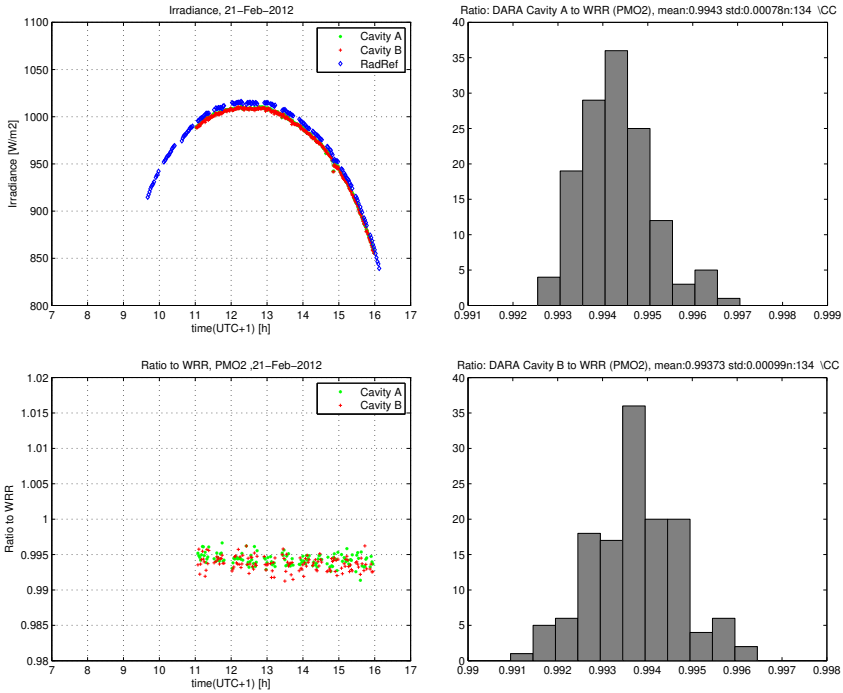 Irradiance, 21-Feb-2012
1100
1050
1000
950
900
850
800
Irradiance [W/m2]
Cavity A
Cavity B
RadRef
7 8 9 10 11 12 13 14 15 16 17
time(UTC+1) [h]
Ratio: DARA Cavity A to WRR (PMO2), mean:0.9943 std:0.00078n:134 \CC
40
35
30
25
20
15
10
5
0
0.991 0.992 0.993 0.994 0.995 0.996 0.997 0.998 0.999
Ratio to WRR, PMO2 ,21-Feb-2012
1.02
1.015
1.01
1.005
1
0.995
0.99
0.985
0.98
Ratio to WRR
Cavity A
Cavity B
7 8 9 10 11 12 13 14 15 16 17
time(UTC+1) [h]
Ratio: DARA Cavity B to WRR (PMO2), mean:0.99373 std:0.00099n:134 \CC
40
35
30
25
20
15
10
5
0
0.99 0.991 0.992 0.993 0.994 0.995 0.996 0.997 0.998